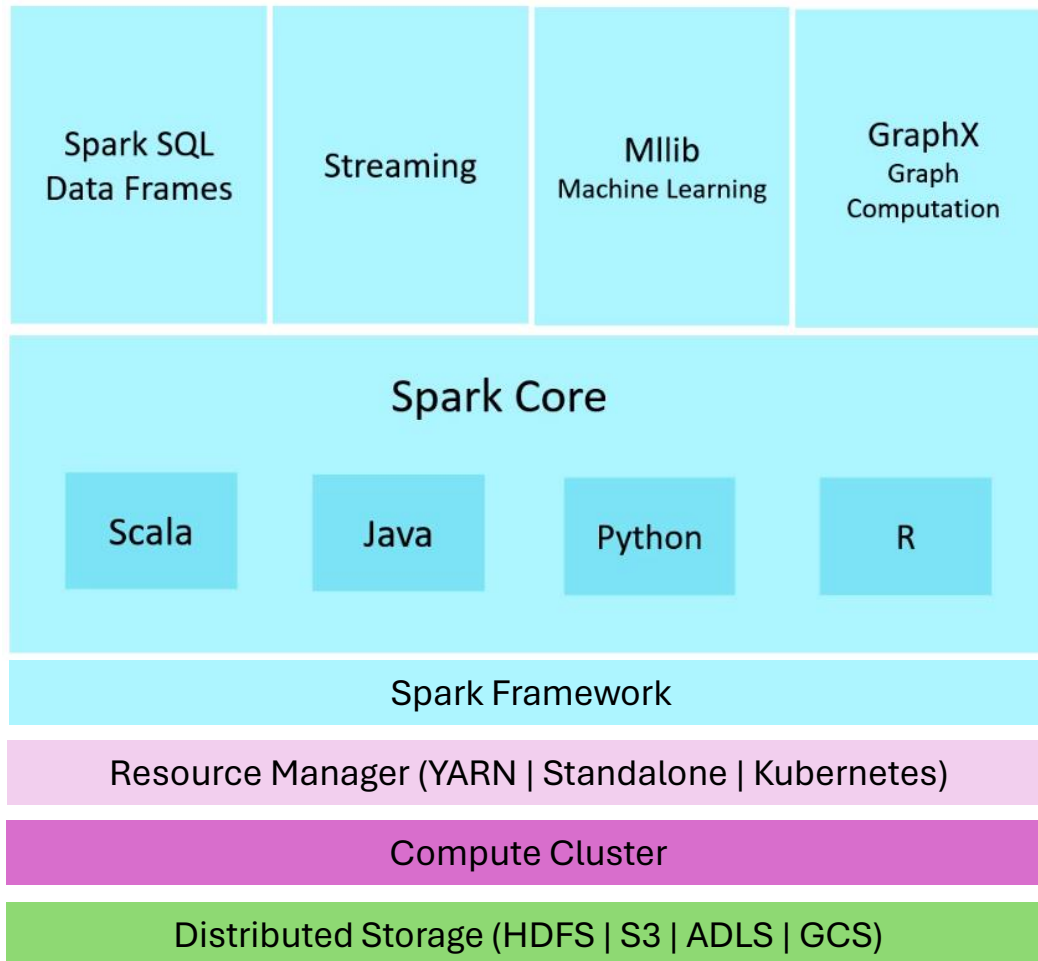 Spark SQL
Data Frames
Streaming
Mllib
Machine Learning
GraphX
Graph
Computation
Spark Core
Scala
Java
Python
R
Spark Framework
Resource Manager (YARN | Standalone | Kubernetes)
Compute Cluster
Distributed Storage (HDFS | S3 | ADLS | GCS)